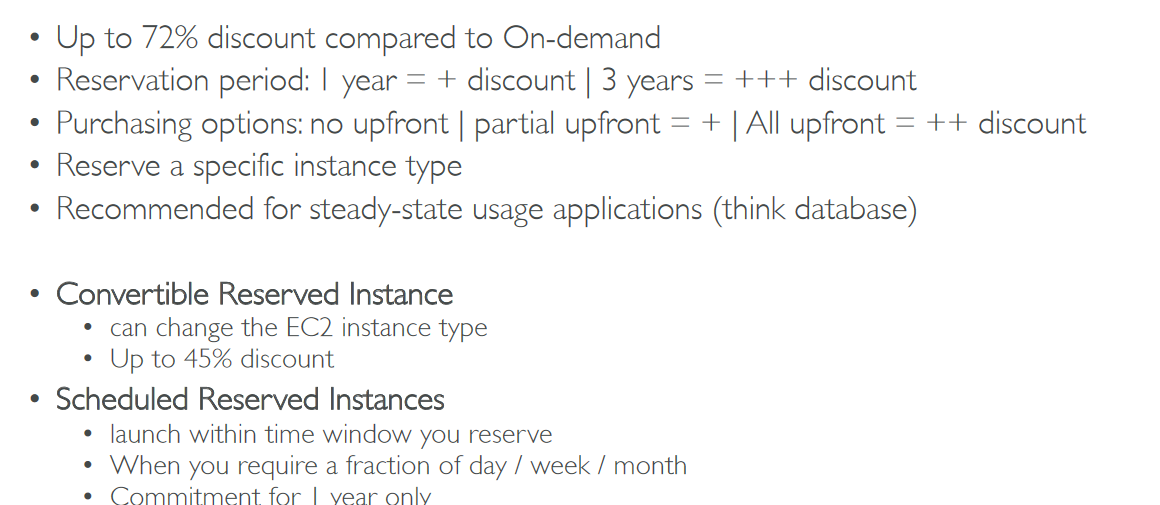 • Up to 72% discount compared to On-demand
• Reservation period: 1 year = + discount | 3 years = +++ discount
• Purchasing options: no upfront | partial upfront = + | All upfront = ++ discount
• Reserve a specific instance type
• Recommended for steady-state usage applications (think database)
• Convertible Reserved Instance
• can change the EC2 instance type
• Up to 45% discount
• Scheduled Reserved Instances
• launch within time window you reserve
• When you require a fraction of day / week / month
• Commitment for 1 year only